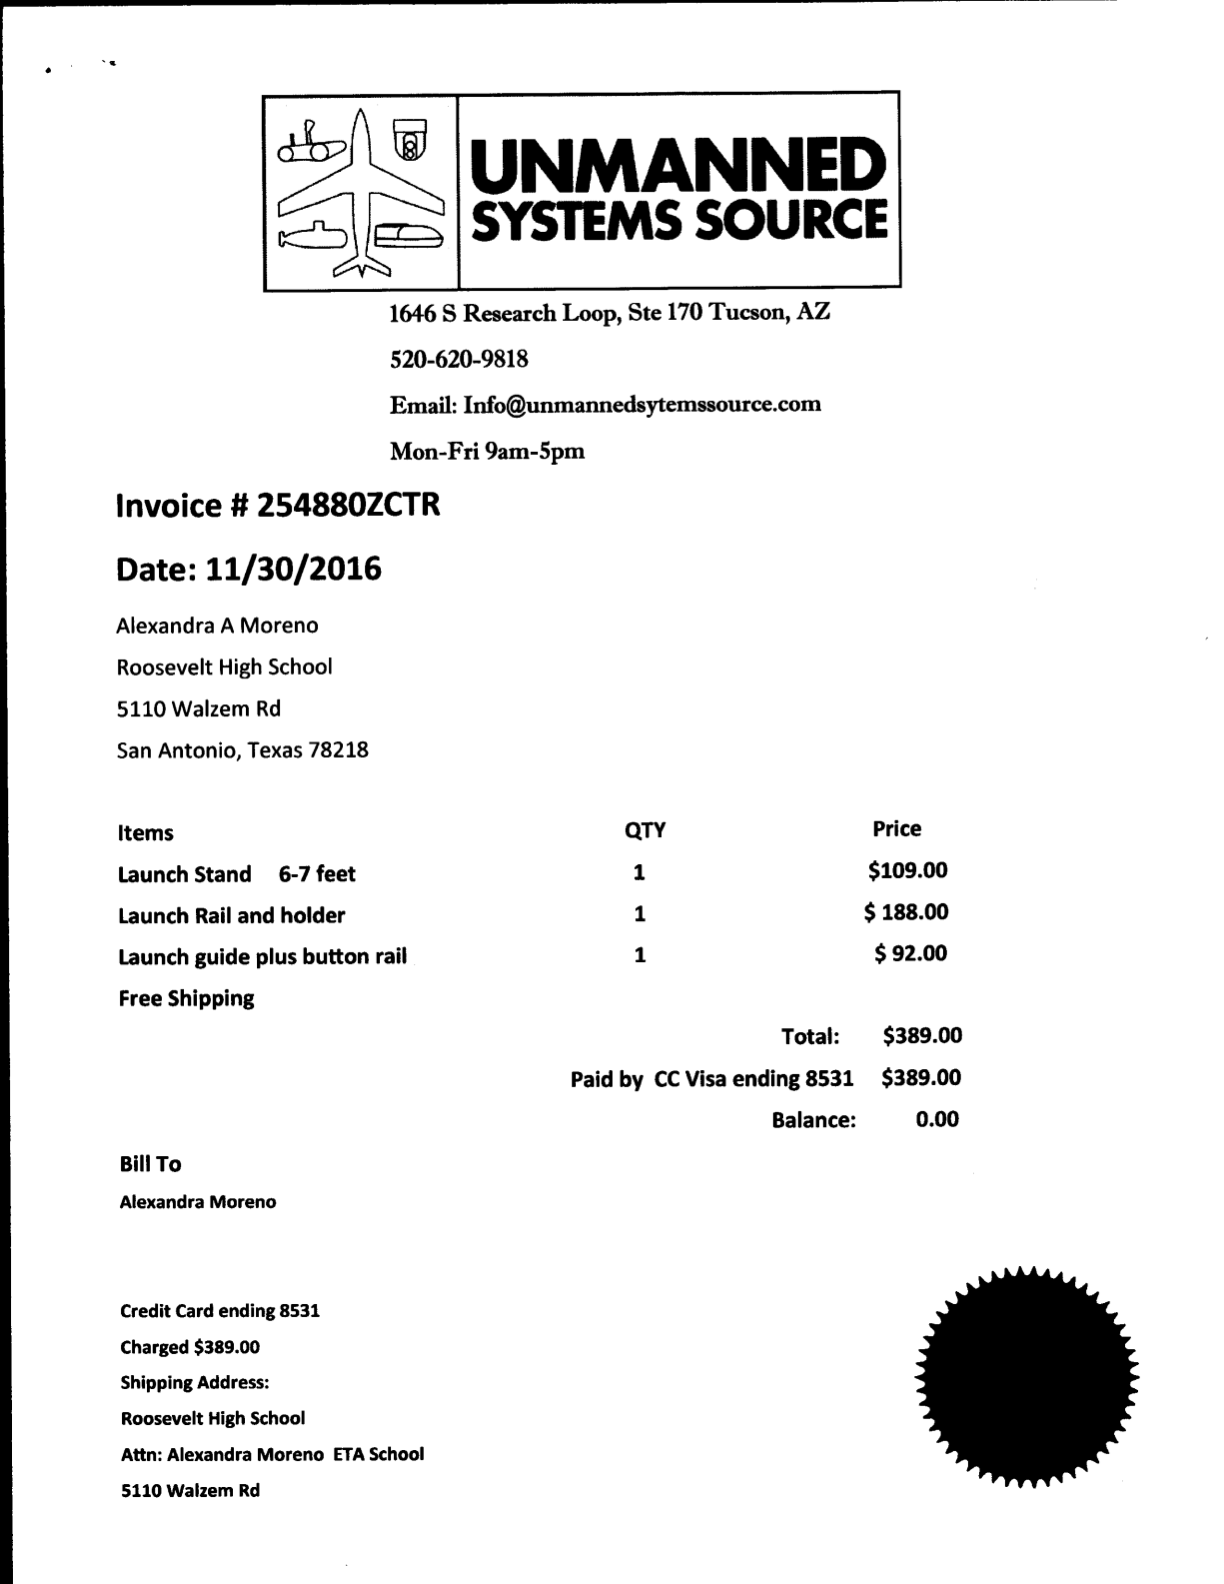 UNMANNED
SYSTEMS SOURCE
1646 S Research Loop, Ste 170 Tucson, AZ
520-620-9818
Email: Info@unmannedsytemssource.com
Mon-Fri 9am-5pm
Invoice # 254880ZCTR
Date: 11/30/2016
Alexandra A Moreno
Roosevelt High School
5110 Walzem Rd
San Antonio, Texas 78218
Items QTY Price
Launch Stand 6-7 feet 1 $109.00
Launch Rail and holder 1 $ 188.00
Launch guide plus button rail 1 $ 92.00
Free Shipping
Total: $389.00
Paid by CC Visa ending 8531 $389.00
Balance: 0.00
Bill To
Alexandra Moreno
Credit Card ending 8531
Charged $389.00
Shipping Address:
Roosevelt High School
Attn: Alexandra Moreno ETA School
5110 Walzem Rd